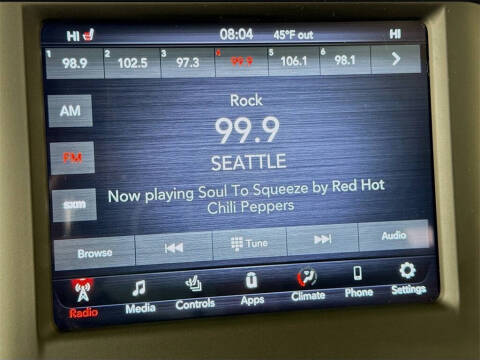 HI 08:04 45°F out HI
1 98.9 2 102.5 3 97.3 4 99.9 5 106.1 6 98.1
Rock
AM
99.9
SEATTLE
FM
Now playing Soul To Squeeze by Red Hot
Chili Peppers
sxm
Browse Tune Audio
Radio Media Controls Apps Climate Phone Settings